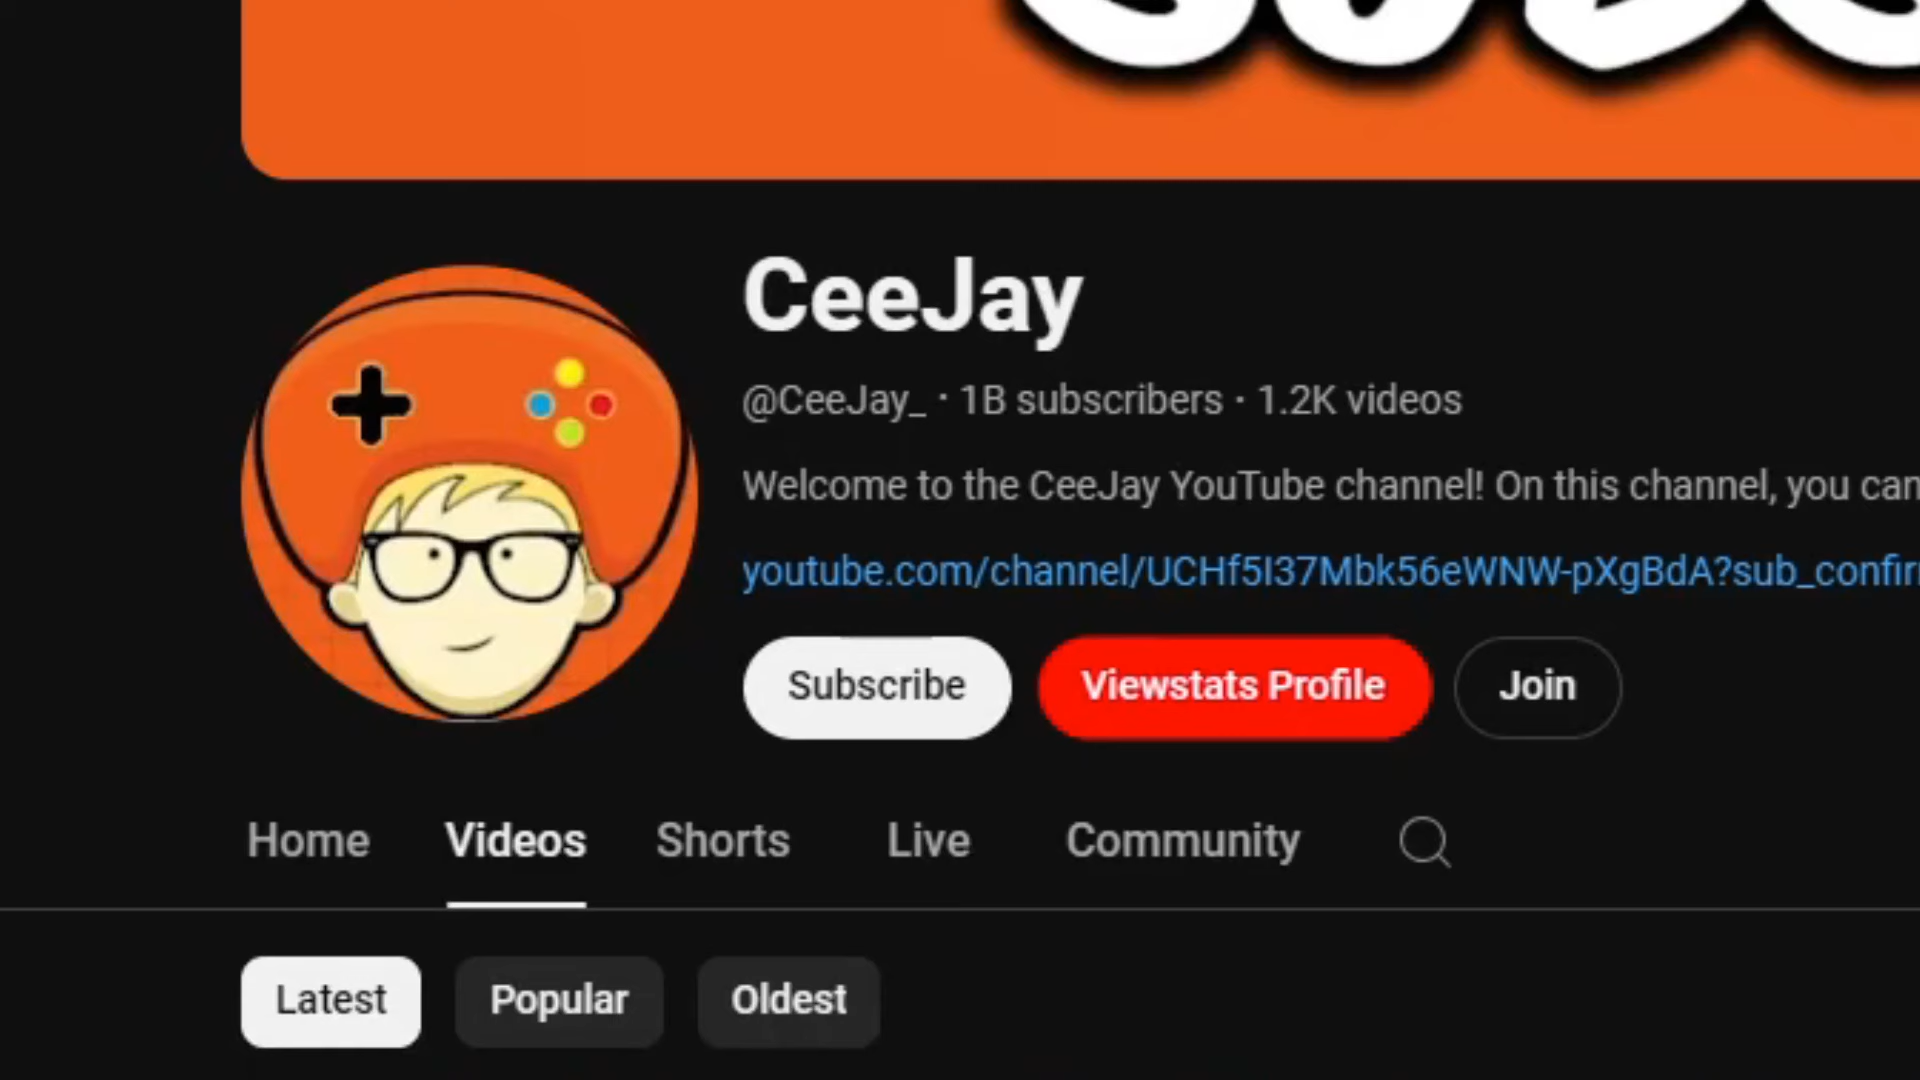 CeeJay
@CeeJay_ · 1B subscribers · 1.2K videos
Welcome to the CeeJay YouTube channel! On this channel, you can
youtube.com/channel/UCHf5I37Mbk56eWNW-pXgBdA?sub_confir
Subscribe Viewstats Profile Join
Home Videos Shorts Live Community
Latest Popular Oldest